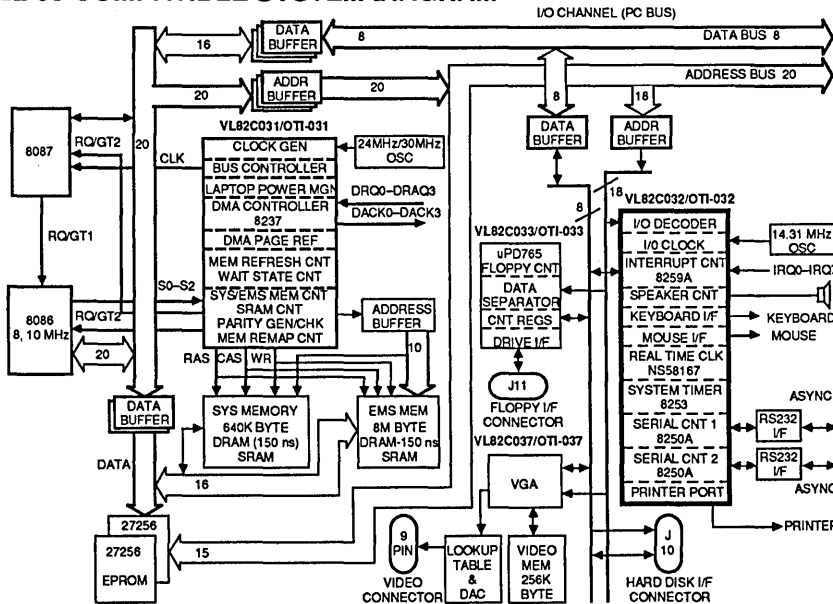 I/O CHANNEL (PC BUS)
DATA BUFFER
16
8
DATA BUS 8
20
ADDR BUFFER
20
ADDRESS BUS 20
8
18
DATA BUFFER
ADDR BUFFER
20
VL82C031/OTI-031
CLOCK GEN
BUS CONTROLLER
LAPTOP POWER MGN
DMA CONTROLLER
8237
DMA PAGE REF
MEM REFRESH CNT
WAIT STATE CNT
SYS/EMS MEM CNT
SRAM CNT
PARITY GEN/CHK
MEM REMAP CNT
24MHz/30MHz
OSC
DRQ0–DRAQ3
DACK0–DACK3
8087
RQ/GT2
CLK
RQ/GT1
S0–S2
8086
8, 10 MHz
RQ/GT2
20
ADDRESS
BUFFER
10
RAS
CAS
WR
DATA
BUFFER
DATA
SYS MEMORY
640K BYTE
DRAM (150 ns)
SRAM
EMS MEM
8M BYTE
DRAM-150 ns
SRAM
16
27256
27256
EPROM
15
8
18
VL82C033/OTI-033
uPD765
FLOPPY CNT
DATA
SEPARATOR
CNT REGS
DRIVE I/F
J11
FLOPPY I/F
CONNECTOR
VL82C037/OTI-037
VGA
9
PIN
VIDEO
CONNECTOR
LOOKUP
TABLE
&
DAC
VIDEO
MEM
256K
BYTE
J
10
HARD DISK I/F
CONNECTOR
VL82C032/OTI-032
I/O DECODER
I/O CLOCK
INTERRUPT CNT
8259A
SPEAKER CNT
KEYBOARD I/F
MOUSE I/F
REAL TIME CLK
NS58167
SYSTEM TIMER
8253
SERIAL CNT 1
8250A
SERIAL CNT 2
8250A
PRINTER PORT
14.31 MHz
OSC
IRQ0–IRQ
KEYBOARD
MOUSE
ASYNC
RS232
I/F
RS232
I/F
ASYNC
PRINTER